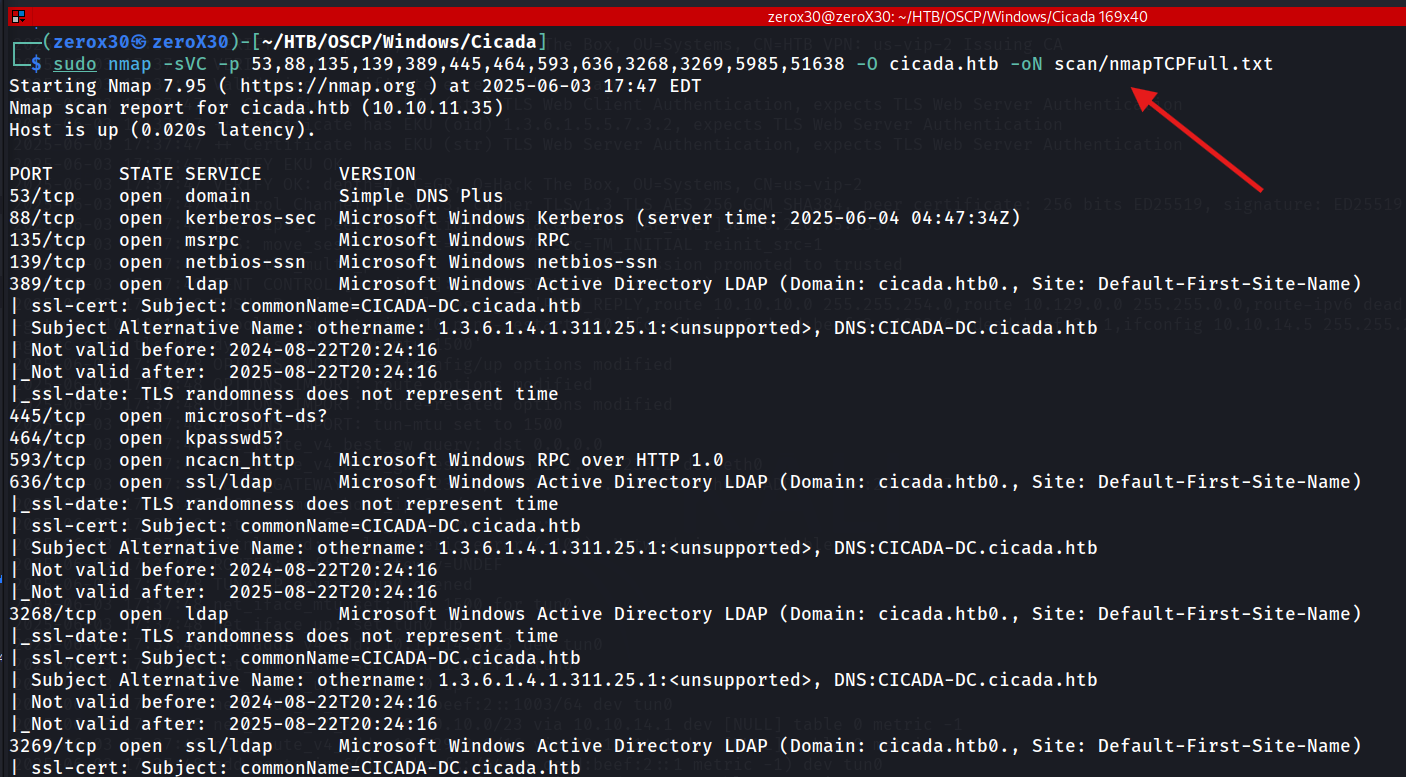 zerox30@zeroX30: ~/HTB/OSCP/Windows/Cicada 169x40
┌──(zerox30㉿zeroX30)-[~/HTB/OSCP/Windows/Cicada]
└─$ sudo nmap -sVC -p 53,88,135,139,389,445,464,593,636,3268,3269,5985,51638 -O cicada.htb -oN scan/nmapTCPFull.txt
Starting Nmap 7.95 ( https://nmap.org ) at 2025-06-03 17:47 EDT
Nmap scan report for cicada.htb (10.10.11.35)
Host is up (0.020s latency).
PORT     STATE SERVICE       VERSION
53/tcp    open  domain        Simple DNS Plus
88/tcp    open  kerberos-sec  Microsoft Windows Kerberos (server time: 2025-06-04 04:47:34Z)
135/tcp   open  msrpc         Microsoft Windows RPC
139/tcp   open  netbios-ssn   Microsoft Windows netbios-ssn
389/tcp   open  ldap          Microsoft Windows Active Directory LDAP (Domain: cicada.htb0., Site: Default-First-Site-Name)
| ssl-cert: Subject: commonName=CICADA-DC.cicada.htb
| Subject Alternative Name: othername: 1.3.6.1.4.1.311.25.1:<unsupported>, DNS:CICADA-DC.cicada.htb
| Not valid before: 2024-08-22T20:24:16
|_Not valid after:  2025-08-22T20:24:16
|_ssl-date: TLS randomness does not represent time
445/tcp   open  microsoft-ds?
464/tcp   open  kpasswd5?
593/tcp   open  ncacn_http    Microsoft Windows RPC over HTTP 1.0
636/tcp   open  ssl/ldap      Microsoft Windows Active Directory LDAP (Domain: cicada.htb0., Site: Default-First-Site-Name)
|_ssl-date: TLS randomness does not represent time
| ssl-cert: Subject: commonName=CICADA-DC.cicada.htb
| Subject Alternative Name: othername: 1.3.6.1.4.1.311.25.1:<unsupported>, DNS:CICADA-DC.cicada.htb
| Not valid before: 2024-08-22T20:24:16
|_Not valid after:  2025-08-22T20:24:16
3268/tcp  open  ldap          Microsoft Windows Active Directory LDAP (Domain: cicada.htb0., Site: Default-First-Site-Name)
|_ssl-date: TLS randomness does not represent time
| ssl-cert: Subject: commonName=CICADA-DC.cicada.htb
| Subject Alternative Name: othername: 1.3.6.1.4.1.311.25.1:<unsupported>, DNS:CICADA-DC.cicada.htb
| Not valid before: 2024-08-22T20:24:16
|_Not valid after:  2025-08-22T20:24:16
3269/tcp  open  ssl/ldap      Microsoft Windows Active Directory LDAP (Domain: cicada.htb0., Site: Default-First-Site-Name)
| ssl-cert: Subject: commonName=CICADA-DC.cicada.htb